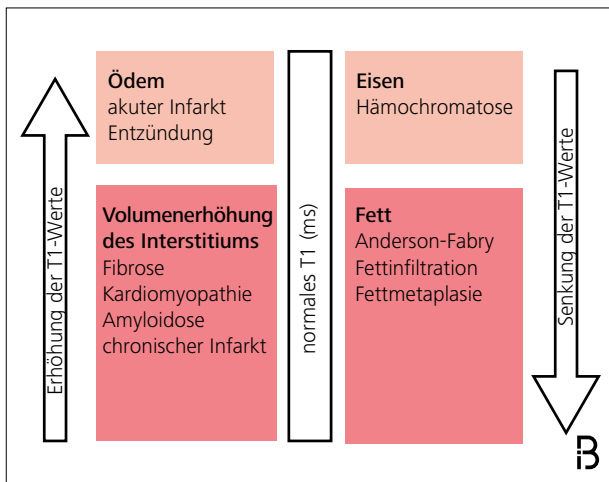 Erhöhung der T1-Werte
Ödem
akuter Infarkt
Entzündung
Volumenerhöhung
des Interstitiums
Fibrose
Kardiomyopathie
Amyloidose
chronischer Infarkt
normales T1 (ms)
Eisen
Hämochromatose
Fett
Anderson-Fabry
Fettinfiltration
Fettmetaplasie
Senkung der T1-Werte
iB